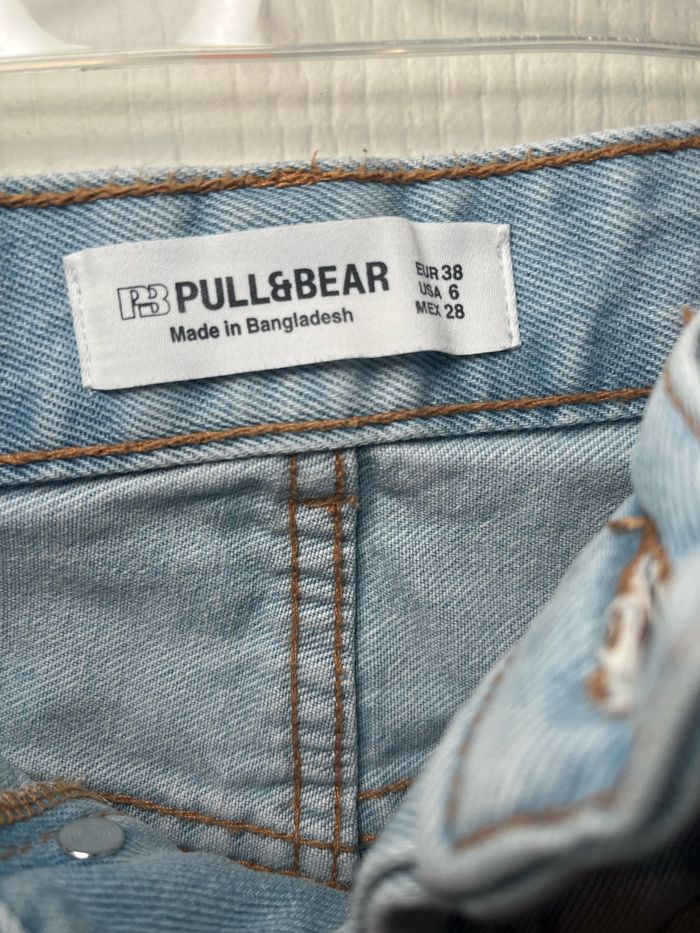 PB PULL&BEAR
Made in Bangladesh
EUR 38
USA 6
MEX 28